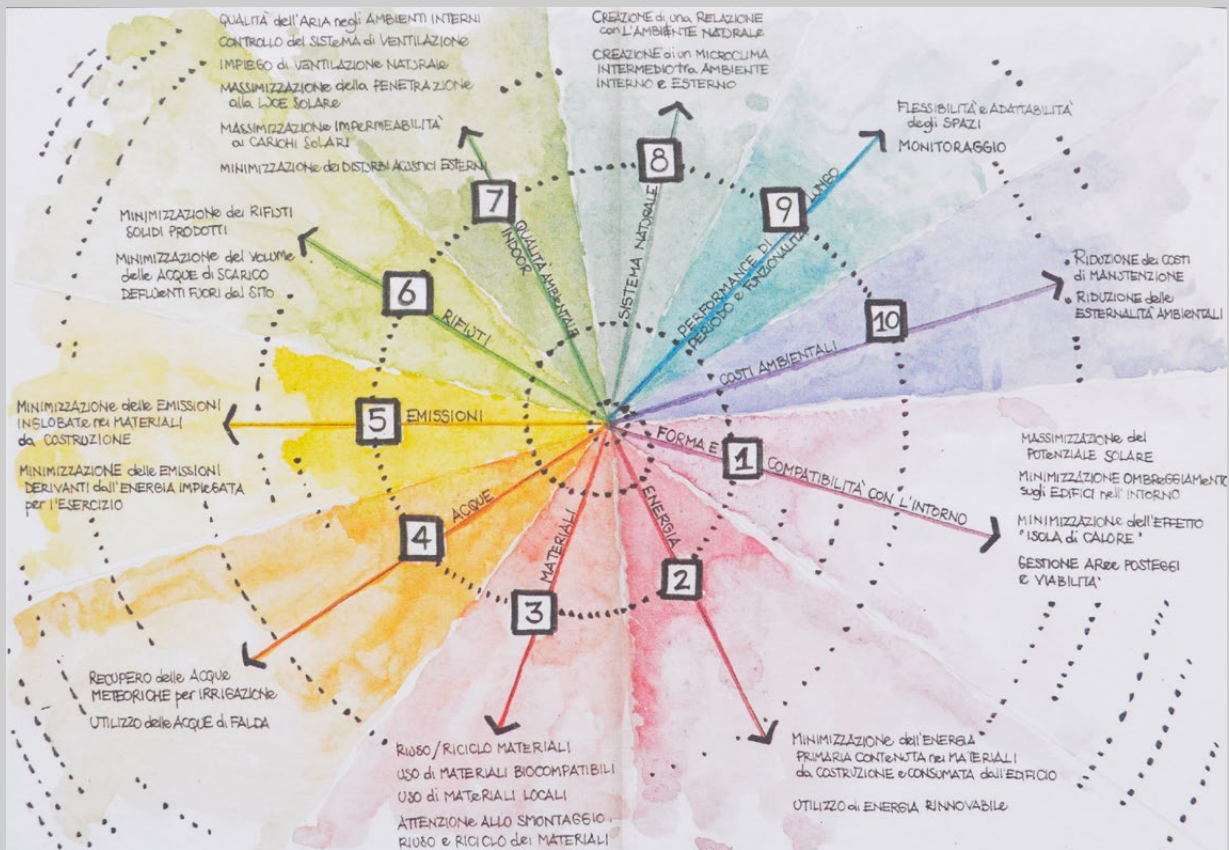 QUALITÀ dell'ARIA negli AMBIENTI INTERNI
CONTROLLO del SISTEMA di VENTILAZIONE
IMPIEGO di VENTILAZIONE NATURALE
MASSIMIZZAZIONE della PENETRAZIONE
alla LUCE SOLARE
MASSIMIZZAZIONE IMPERMEABILITÀ
ai CARICHI SOLARI
MINIMIZZAZIONE dei DISTURBI ACUSTICI ESTERNI
7
QUALITÀ AMBIENTALE
INDOOR
CREAZIONE di una RELAZIONE
con L'AMBIENTE NATURALE
CREAZIONE di un MICROCLIMA
INTERMEDIO tra AMBIENTE
INTERNO e ESTERNO
8
SISTEMA NATURALE
FLESSIBILITÀ e ADATTABILITÀ
degli SPAZI
MONITORAGGIO
9
PERFORMANCE DI LUNGO
PERIODO e FUNZIONALITÀ
RIDUZIONE dei COSTI
di MANUTENZIONE
RIDUZIONE delle
ESTERNALITÀ AMBIENTALI
10
COSTI AMBIENTALI
MINIMIZZAZIONE dei RIFIUTI
SOLIDI PRODOTTI
MINIMIZZAZIONE del VOLUME
delle ACQUE di SCARICO
DEFLUENTI FUORI dal SITO
6
RIFIUTI
MINIMIZZAZIONE delle EMISSIONI
INGLOBATE nei MATERIALI
da COSTRUZIONE
MINIMIZZAZIONE delle EMISSIONI
DERIVANTI dall'ENERGIA IMPIEGATA
per l'ESERCIZIO
5
EMISSIONI
FORMA E
1
COMPATIBILITÀ CON L'INTORNO
MASSIMIZZAZIONE del
POTENZIALE SOLARE
MINIMIZZAZIONE OMBREGGIAMENTO
sugli EDIFICI nell'INTORNO
MINIMIZZAZIONE dell'EFFETTO
"ISOLA di CALORE"
GESTIONE AREE POSTEGGI
e VIABILITÀ
4
ACQUE
RECUPERO delle ACQUE
METEORICHE per IRRIGAZIONE
UTILIZZO delle ACQUE di FALDA
3
MATERIALI
RIUSO/RICICLO MATERIALI
USO di MATERIALI BIOCOMPATIBILI
USO di MATERIALI LOCALI
ATTENZIONE ALLO SMONTAGGIO,
RIUSO e RICICLO dei MATERIALI
2
ENERGIA
MINIMIZZAZIONE dell'ENERGIA
PRIMARIA CONTENUTA nei MATERIALI
da COSTRUZIONE e CONSUMATA dall'EDIFICIO
UTILIZZO di ENERGIA RINNOVABILE